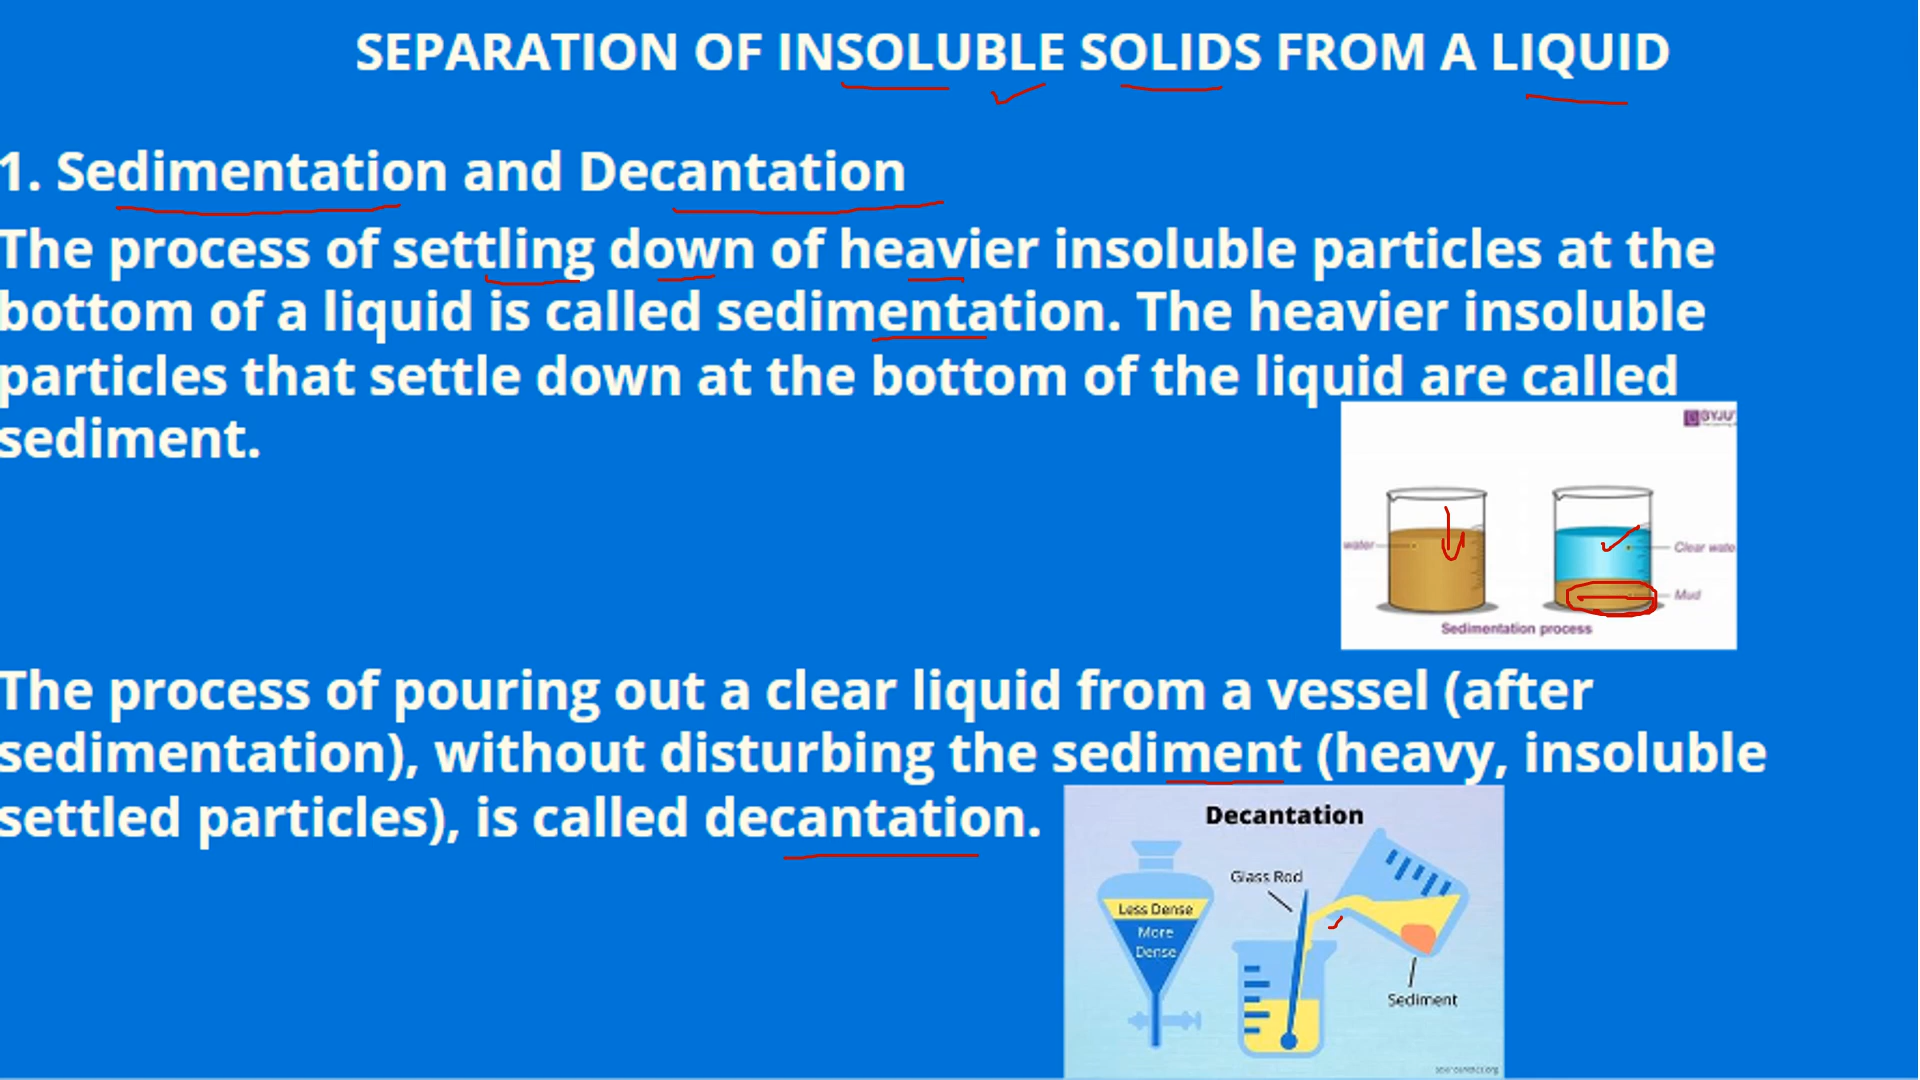 SEPARATION OF INSOLUBLE SOLIDS FROM A LIQUID
1. Sedimentation and Decantation
The process of settling down of heavier insoluble particles at the
bottom of a liquid is called sedimentation. The heavier insoluble
particles that settle down at the bottom of the liquid are called
sediment.
BYJU'
water
Clear wate
Mud
Sedimentation process
The process of pouring out a clear liquid from a vessel (after
sedimentation), without disturbing the sediment (heavy, insoluble
settled particles), is called decantation.
Decantation
Glass Rod
Less Dense
More
Dense
Sediment